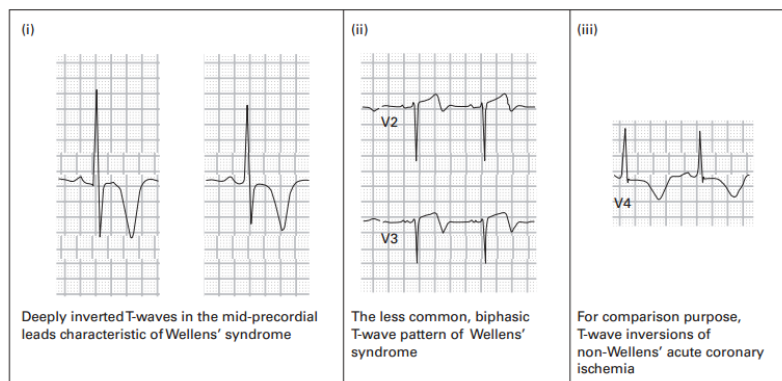 (i)
Deeply inverted T-waves in the mid-precordial
leads characteristic of Wellens' syndrome
(ii)
V2
V3
The less common, biphasic
T-wave pattern of Wellens'
syndrome
(iii)
V4
For comparison purpose,
T-wave inversions of
non-Wellens' acute coronary
ischemia